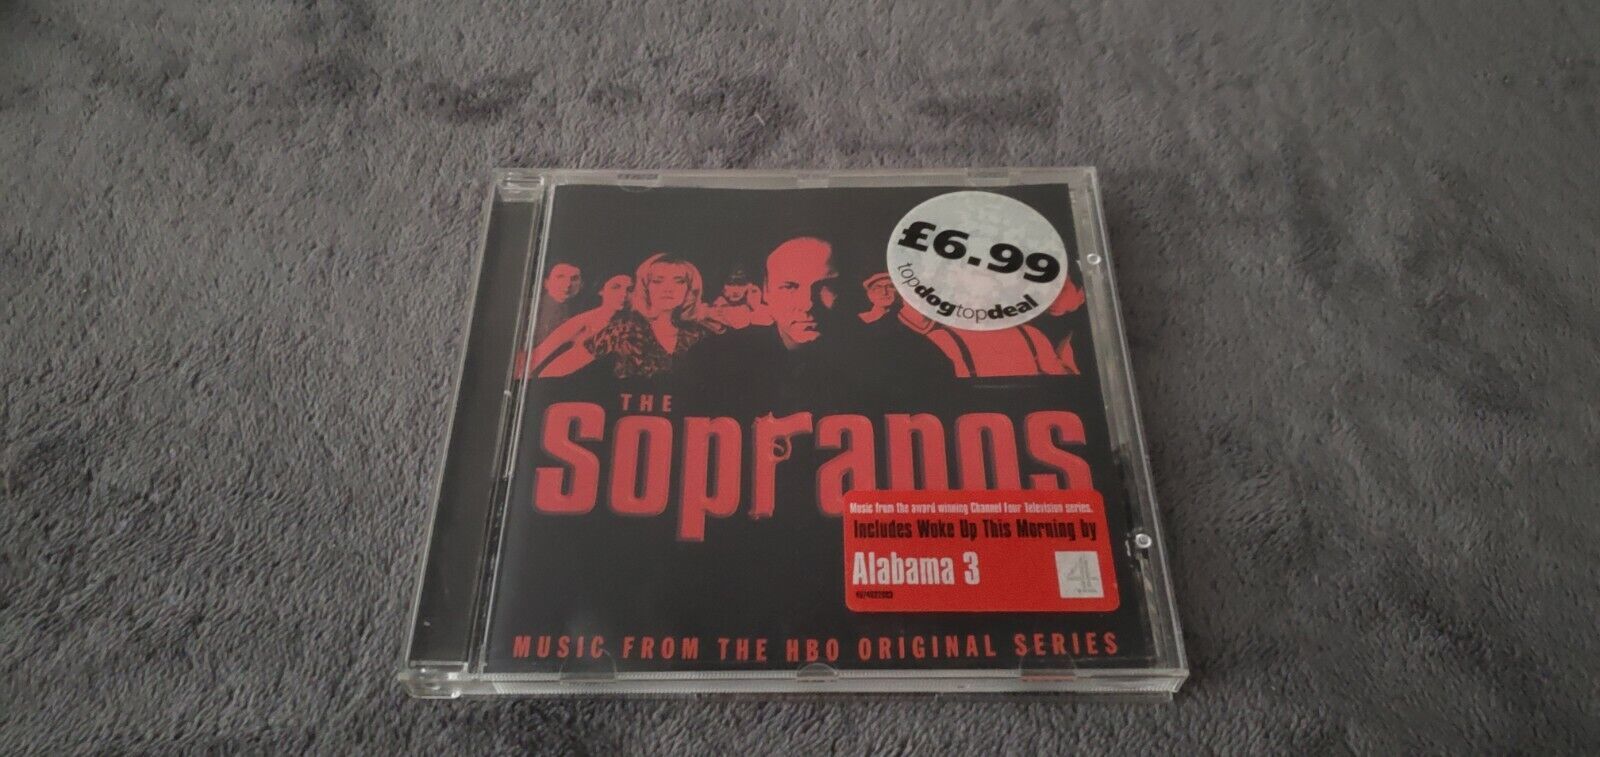 £6.99
topdogtopdeal
THE
Sopranos
Music from the award winning Channel Four Television series.
Includes Woke Up This Morning by
Alabama 3
MUSIC FROM THE HBO ORIGINAL SERIES